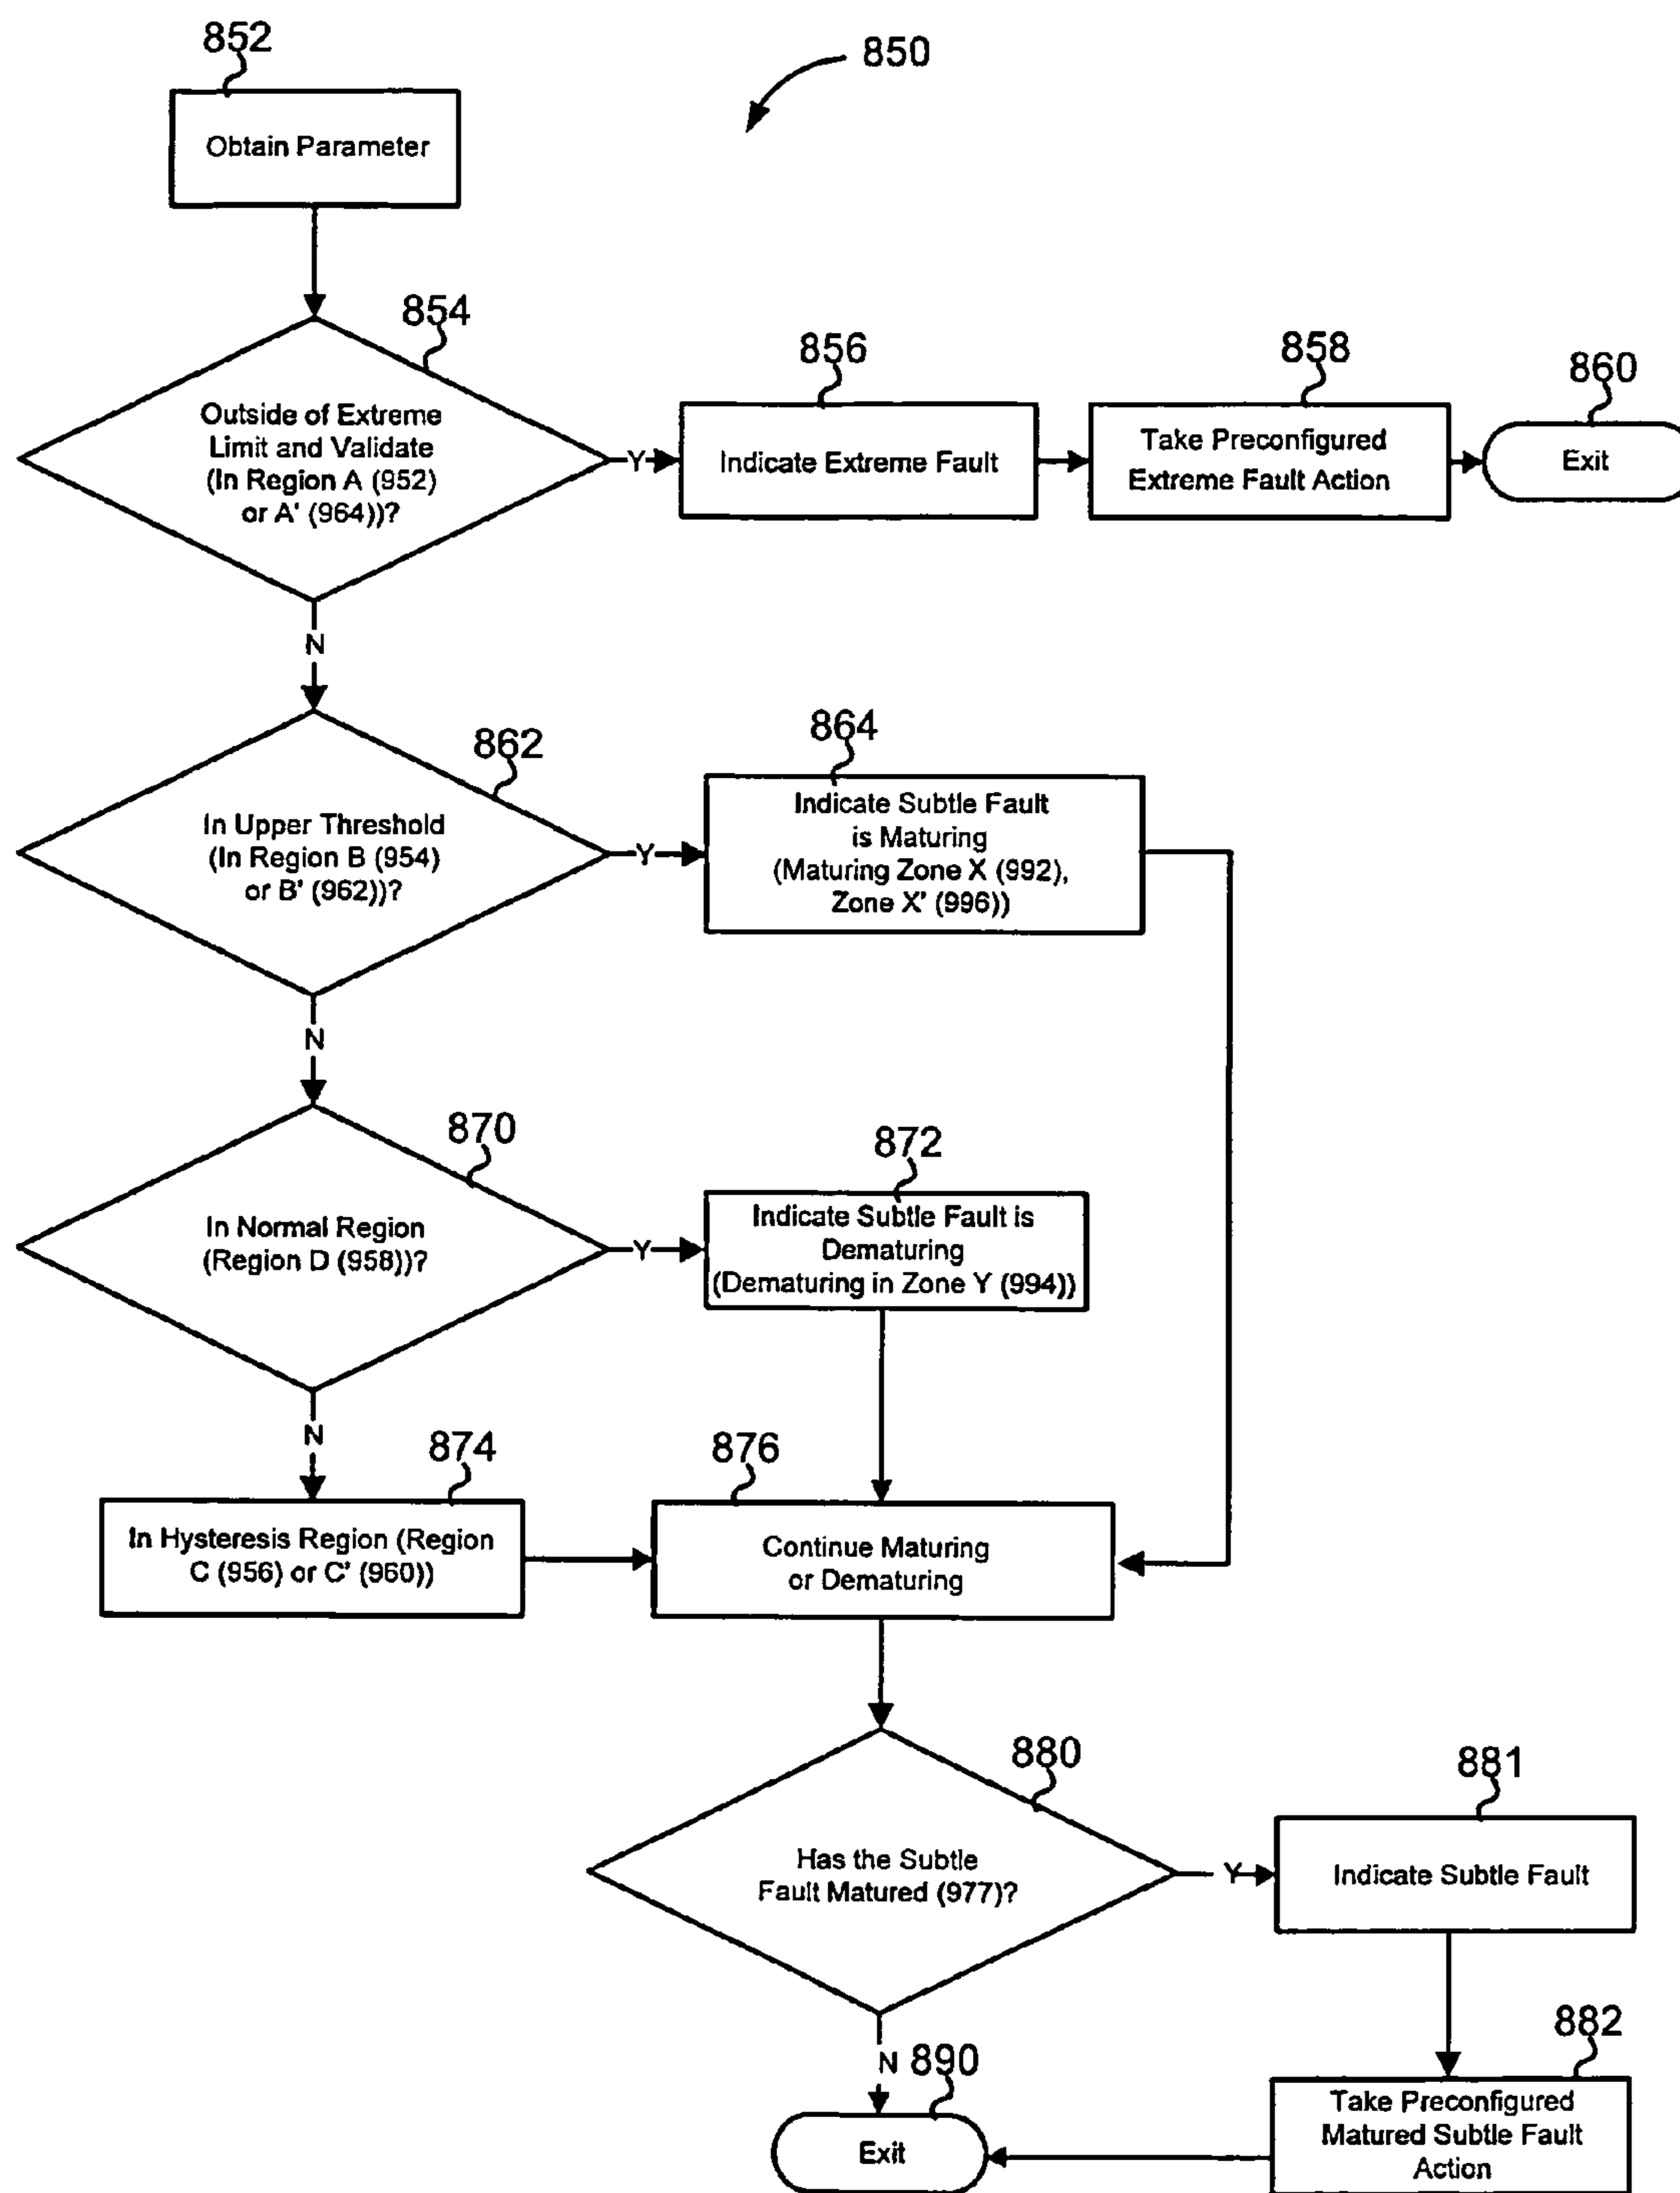 852
850
Obtain Parameter
854
Outside of Extreme
Limit and Validate
(In Region A (952)
or A' (964))?
Y
856
Indicate Extreme Fault
858
Take Preconfigured
Extreme Fault Action
860
Exit
N
862
In Upper Threshold
(In Region B (954)
or B' (962))?
Y
864
Indicate Subtle Fault
is Maturing
(Maturing Zone X (992),
Zone X' (996))
N
870
In Normal Region
(Region D (958))?
Y
872
Indicate Subtle Fault is
Dematuring
(Dematuring in Zone Y (994))
N
874
In Hysteresis Region (Region
C (956) or C' (960))
876
Continue Maturing
or Dematuring
880
Has the Subtle
Fault Matured (977)?
Y
881
Indicate Subtle Fault
882
Take Preconfigured
Matured Subtle Fault
Action
N
890
Exit